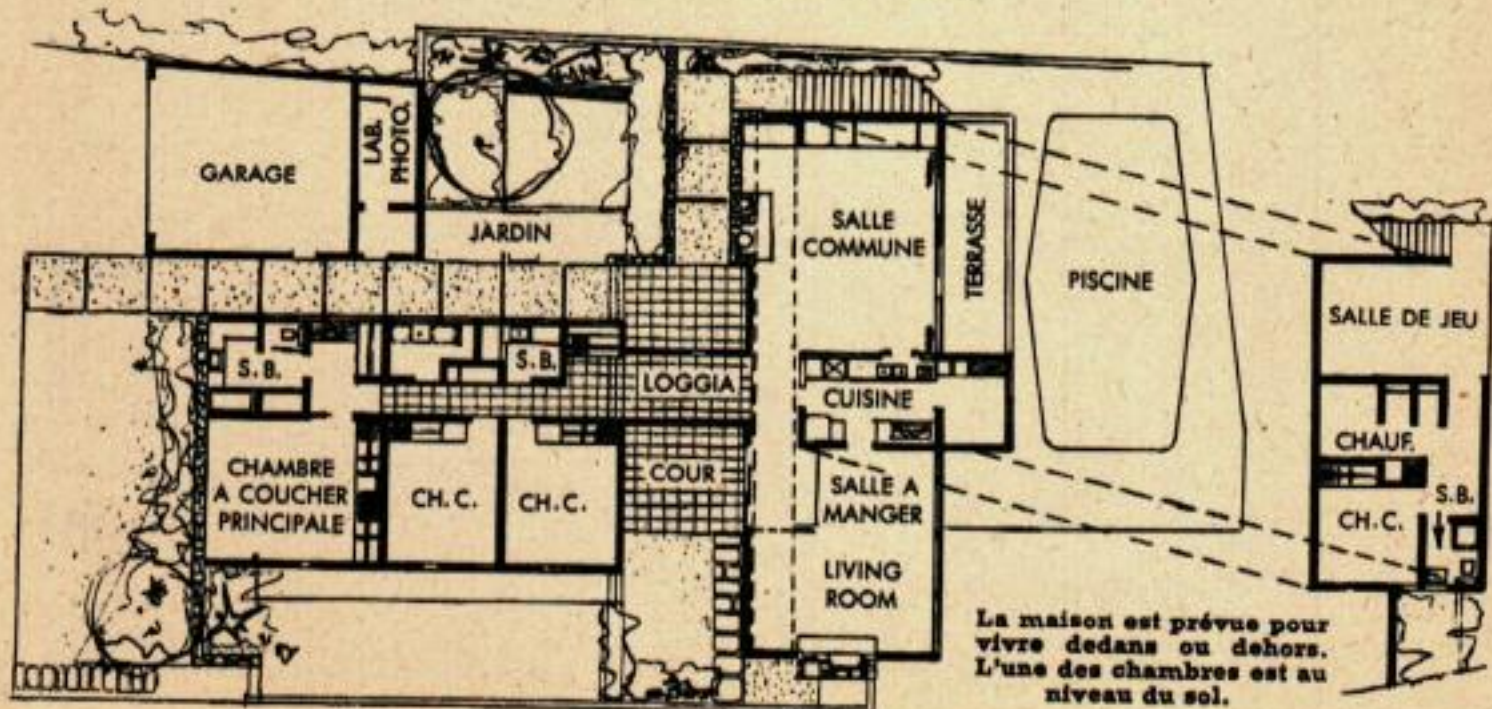 GARAGE
LAB.
PHOTO.
JARDIN
SALLE
COMMUNE
TERRASSE
PISCINE
SALLE DE JEU
S. B.
S. B.
LOGGIA
CUISINE
CHAUF.
CHAMBRE
A COUCHER
PRINCIPALE
CH. C.
CH. C.
COUR
SALLE A
MANGER
LIVING
ROOM
S.B.
CH.C.
La maison est prévue pour
vivre dedans ou dehors.
L'une des chambres est au
niveau du sol.